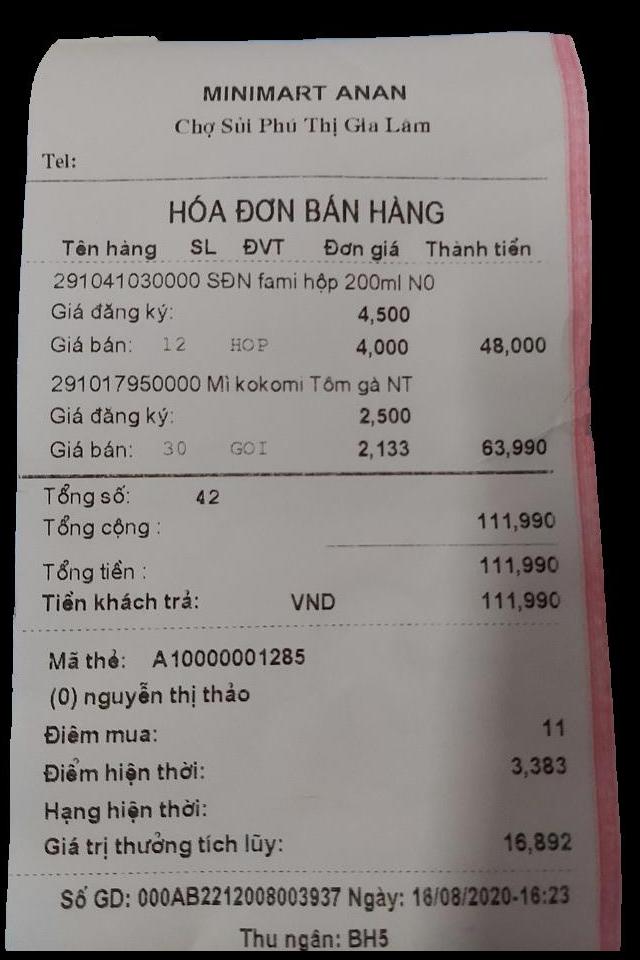 MINIMART ANAN
Chợ Sủi Phú Thị Gia Lâm
Tel:
HÓA ĐƠN BÁN HÀNG
Tên hàng SL ĐVT Đơn giá Thành tiền
291041030000 SĐN fami hộp 200ml N0
Giá đăng ký: 4,500
Giá bán: 12 HOP 4,000 48,000
291017950000 Mì kokomi Tôm gà NT
Giá đăng ký: 2,500
Giá bán: 30 GOI 2,133 63,990
Tổng số: 42
Tổng cộng : 111,990
Tổng tiền : 111,990
Tiền khách trả: VND 111,990
Mã thẻ: A10000001285
(0) nguyễn thị thảo
Điểm mua: 11
Điểm hiện thời: 3,383
Hạng hiện thời:
Giá trị thưởng tích lũy: 16,892
Số GD: 000AB2212008003937 Ngày: 16/08/2020-16:23
Thu ngân: BH5